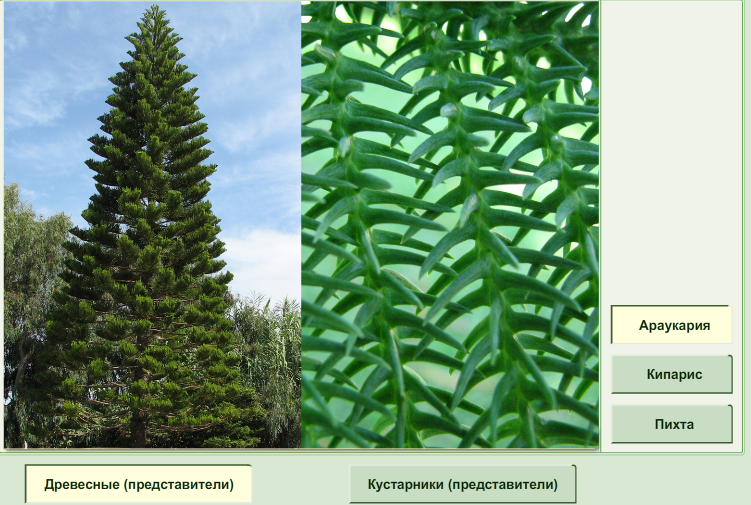 Араукария
Кипарис
Пихта
Древесные (представители)
Кустарники (представители)